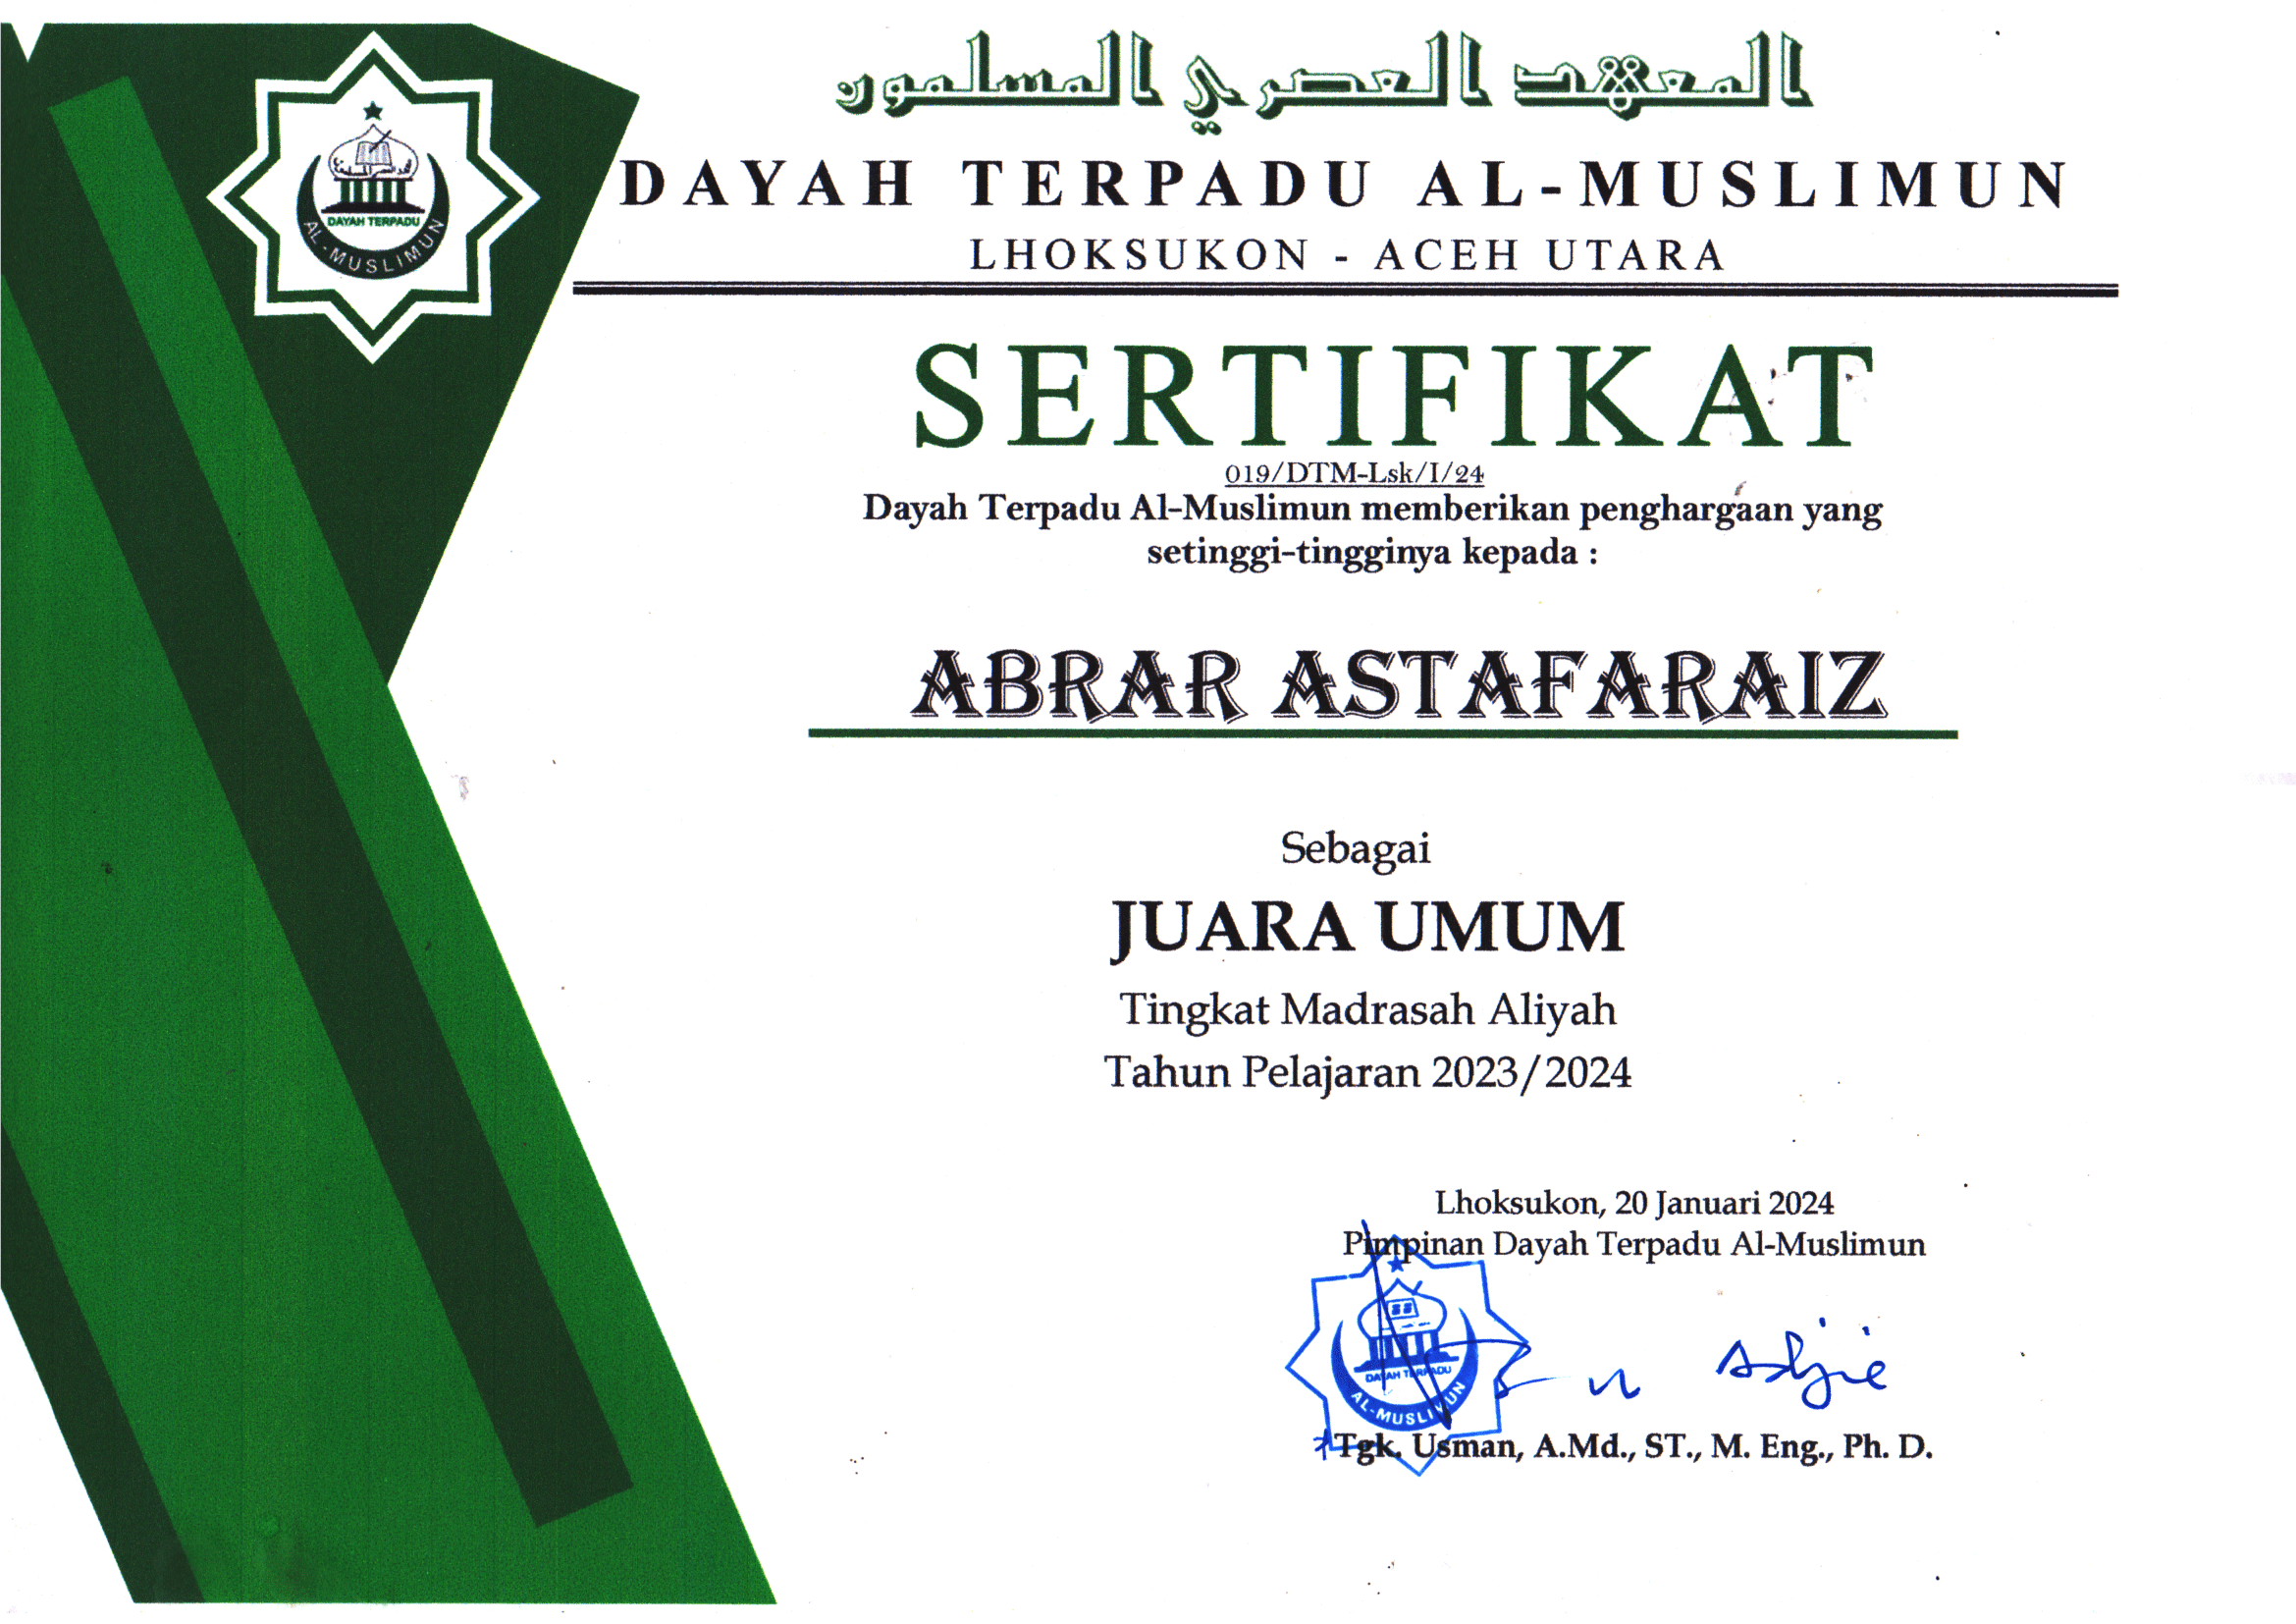 المعهد العصري المسلمون
DAYAH TERPADU AL-MUSLIMUN
LHOKSUKON - ACEH UTARA
DAYAH TERPADU
AL-MUSLIMUN
SERTIFIKAT
019/DTM-Lsk/I/24
Dayah Terpadu Al-Muslimun memberikan penghargaan yang
setinggi-tingginya kepada :
ABRAR ASTAFARAIZ
Sebagai
JUARA UMUM
Tingkat Madrasah Aliyah
Tahun Pelajaran 2023/2024
Lhoksukon, 20 Januari 2024
Pimpinan Dayah Terpadu Al-Muslimun
DAYAH TERPADU
AL-MUSLIMUN
Tgk. Usman, A.Md., ST., M. Eng., Ph. D.